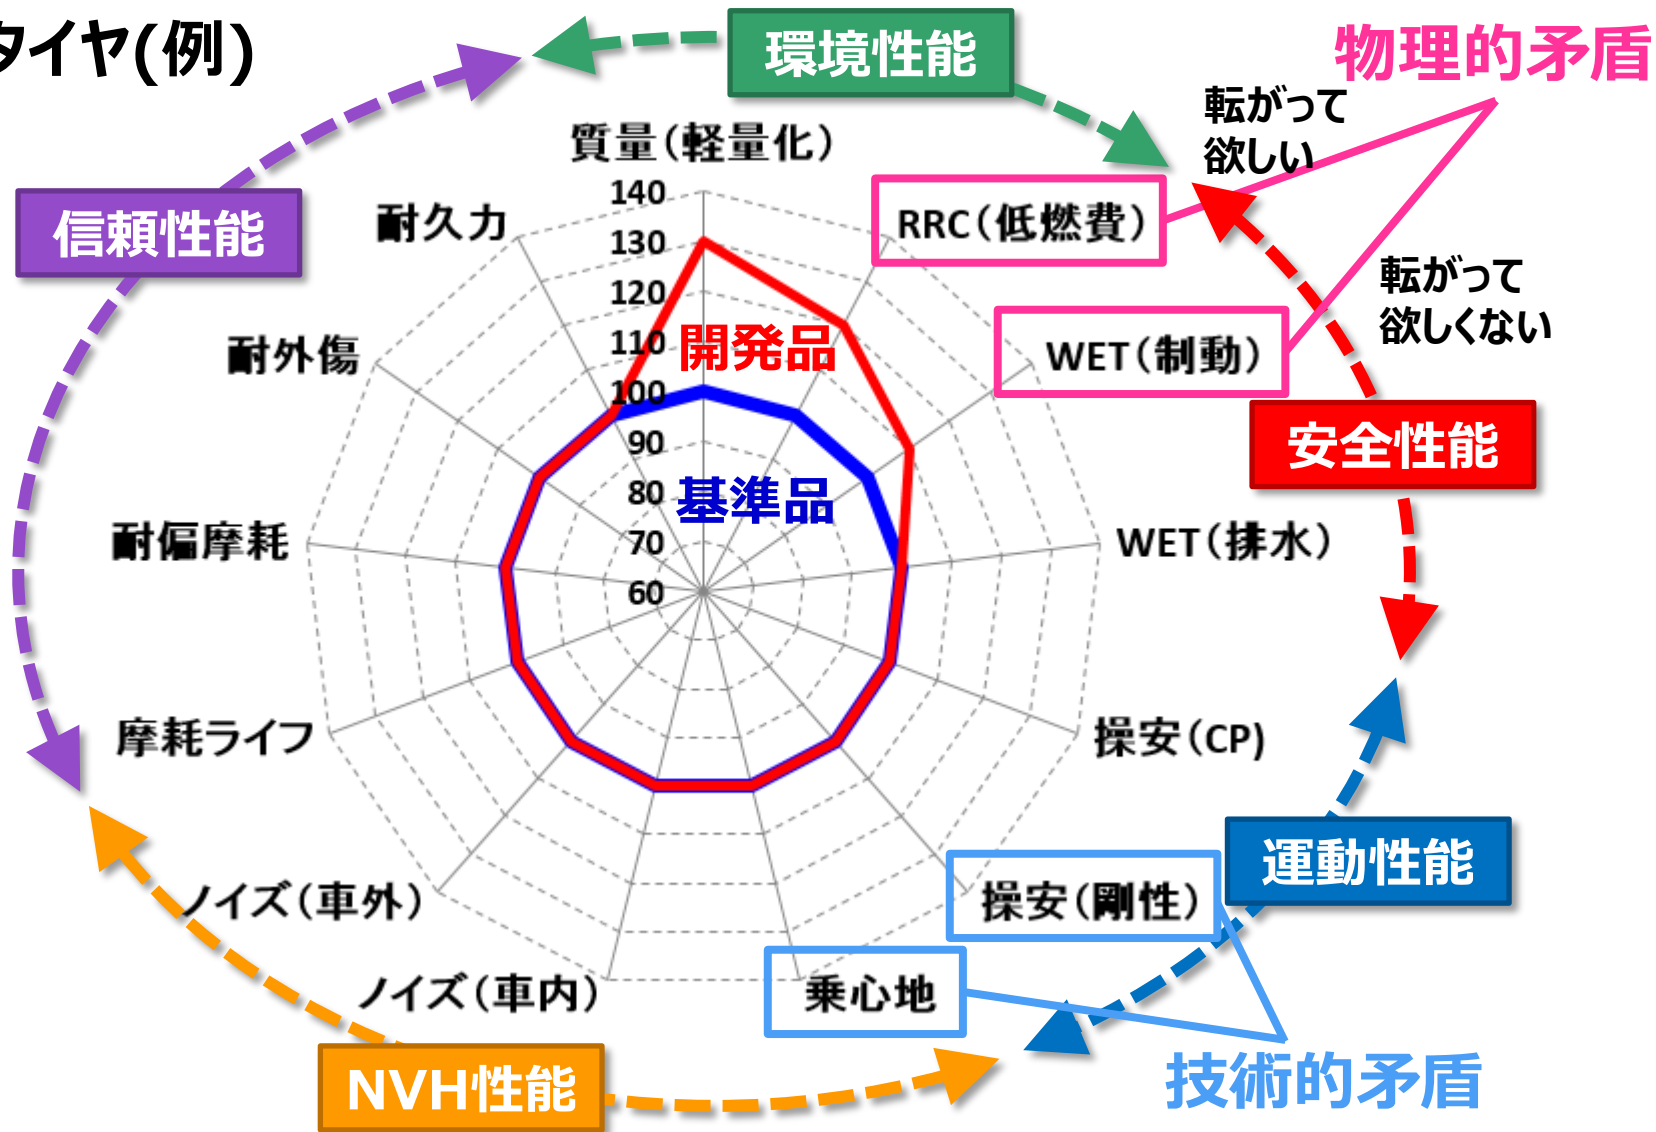 タイヤ(例)
環境性能
物理的矛盾
転がって
欲しい
質量(軽量化)
140
耐久力
RRC(低燃費)
信頼性能
130
転がって
欲しくない
120
110
開発品
耐外傷
WET(制動)
100
90
安全性能
80
基準品
耐偏摩耗
70
WET(排水)
60
摩耗ライフ
操安(CP)
運動性能
ノイズ(車外)
操安(剛性)
ノイズ(車内)
乗心地
NVH性能
技術的矛盾